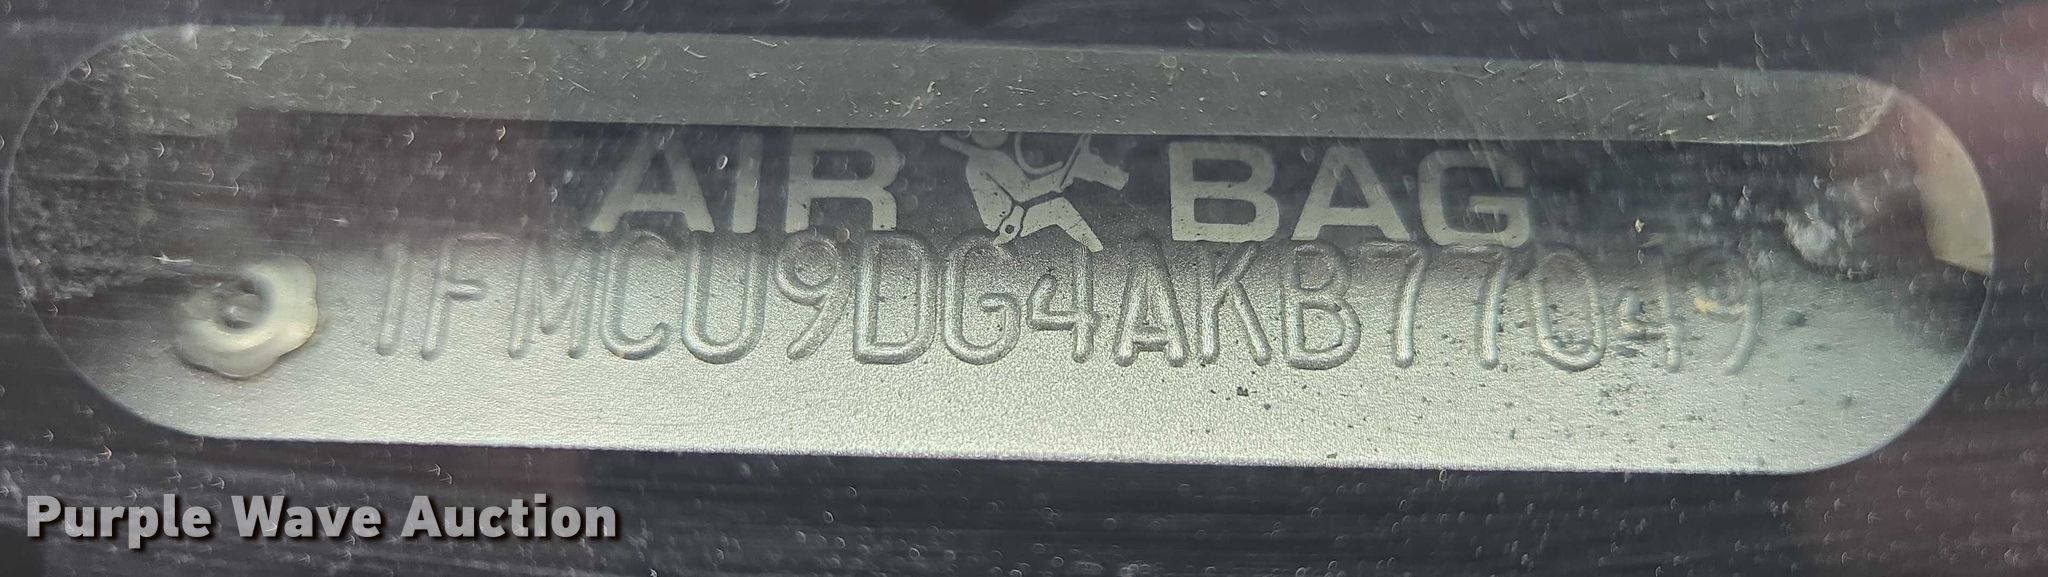 AIR BAG
1FMCU9DG4AKB77049
Purple Wave Auction